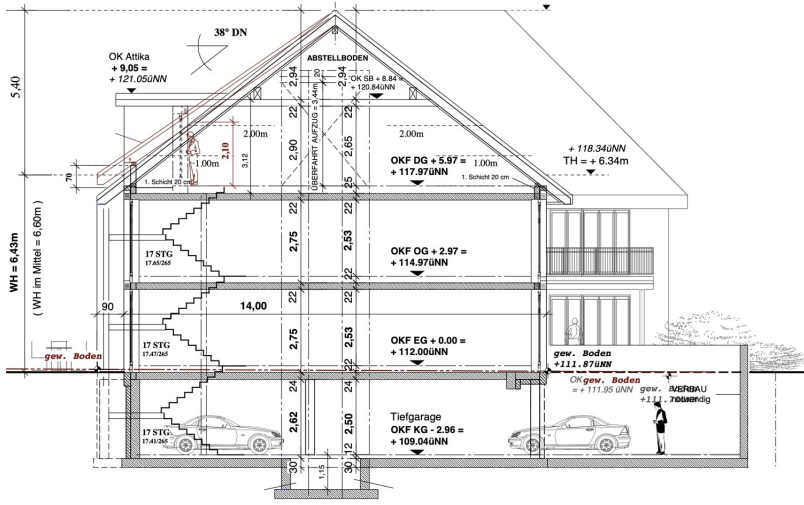 38° DN
OK Attika
+ 9,05 =
+ 121.05üNN
ABSTELLBODEN
OK SB + 8.84 =
+ 120.84üNN
5,40
2,94
20
2,94
22
22
ÜBERFAHRT AUFZUG = 3,44m
2.00m
2.00m
2,10
3,12
2,90
2,65
1.00m
1.00m
OKF DG + 5.97 =
+ 117.97üNN
+ 118.34üNN
TH = + 6.34m
70
1. Schicht 20 cm
1. Schicht 20 cm
25
22
22
WH = 6,43m
( WH im Mittel = 6,60m )
17 STG
17.65/265
2,75
2,53
OKF OG + 2.97 =
+ 114.97üNN
22
22
22
90
14,00
17 STG
17.47/265
2,75
2,53
OKF EG + 0.00 =
+ 112.00üNN
22
gew. Boden
gew. Boden
+111.87üNN
OK
gew. Boden
= + 111.95 üNN
gew.
VERBAU
notwendig
24
24
2,62
2,50
17 STG.
17.41/265
Tiefgarage
OKF KG - 2.96 =
+ 109.04üNN
12
30
1,15
30